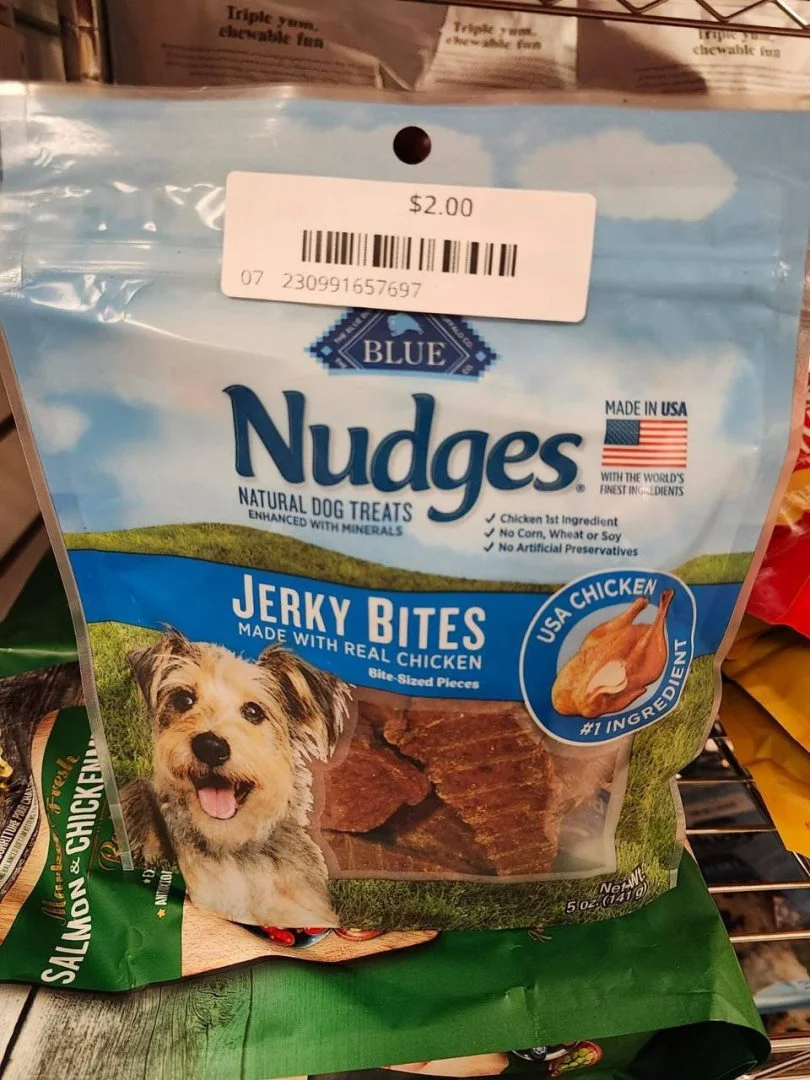 Triple yum,
chewable fun
Triple yum,
chewable fun
Triple yum,
chewable fun
$2.00
07 230991657697
BLUE
Nudges®
NATURAL DOG TREATS
ENHANCED WITH MINERALS
MADE IN USA
WITH THE WORLD'S
FINEST INGREDIENTS
✓ Chicken 1st Ingredient
✓ No Corn, Wheat or Soy
✓ No Artificial Preservatives
JERKY BITES
MADE WITH REAL CHICKEN
Bite-Sized Pieces
USA CHICKEN
#1 INGREDIENT
Net Wt.
5 oz. (141 g)
Fresh
SALMON & CHICKEN